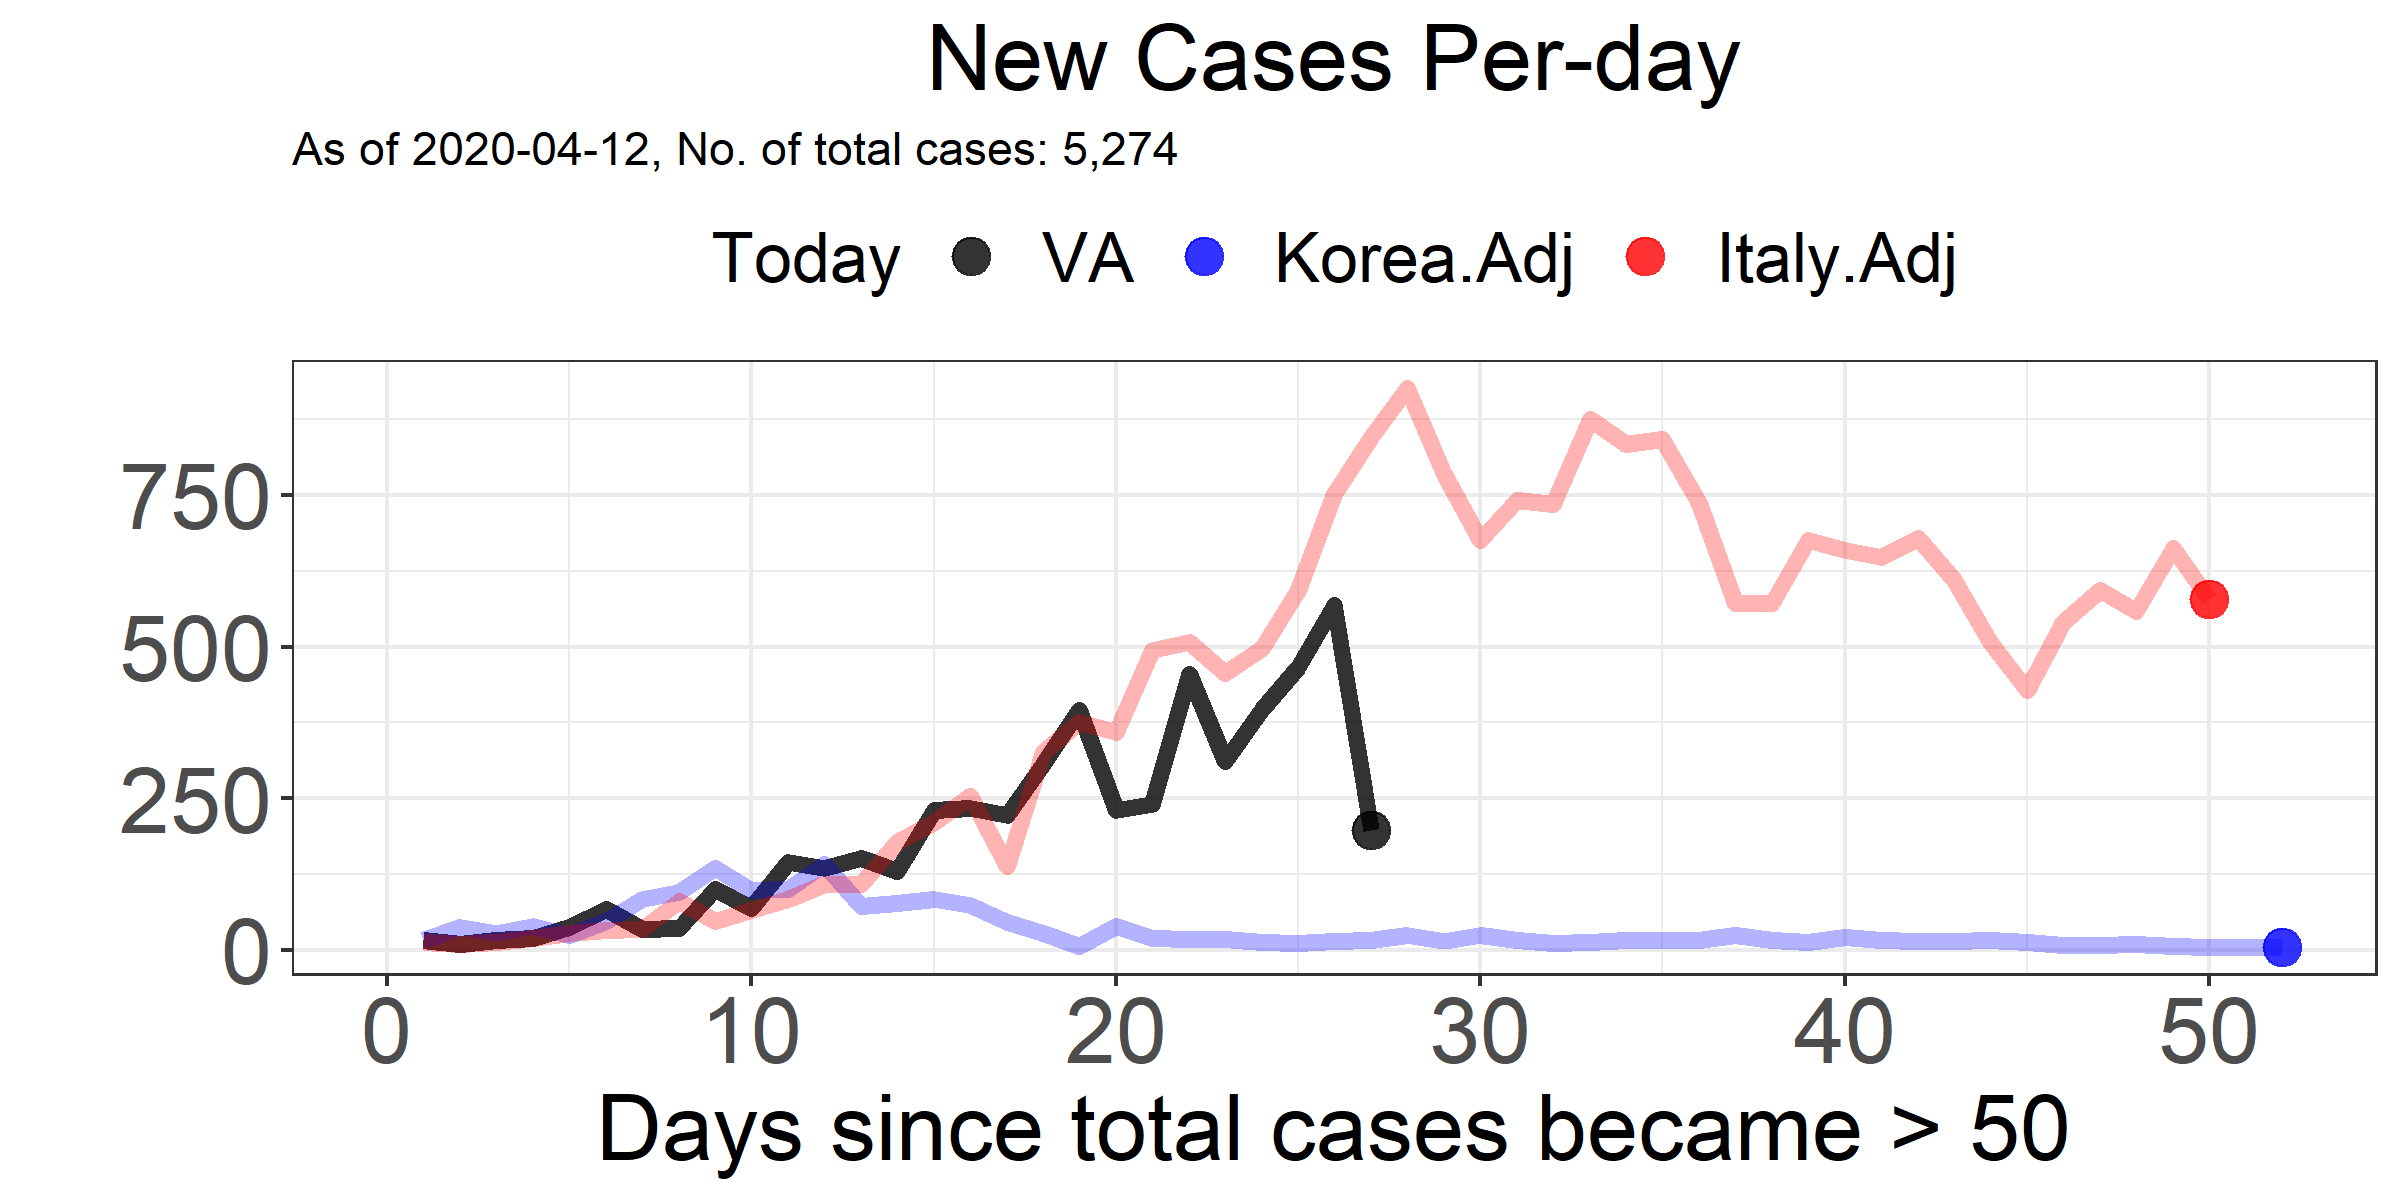 New Cases Per-day
As of 2020-04-12, No. of total cases: 5,274
Today VA Korea.Adj Italy.Adj
750
500
250
0
0 10 20 30 40 50
Days since total cases became > 50